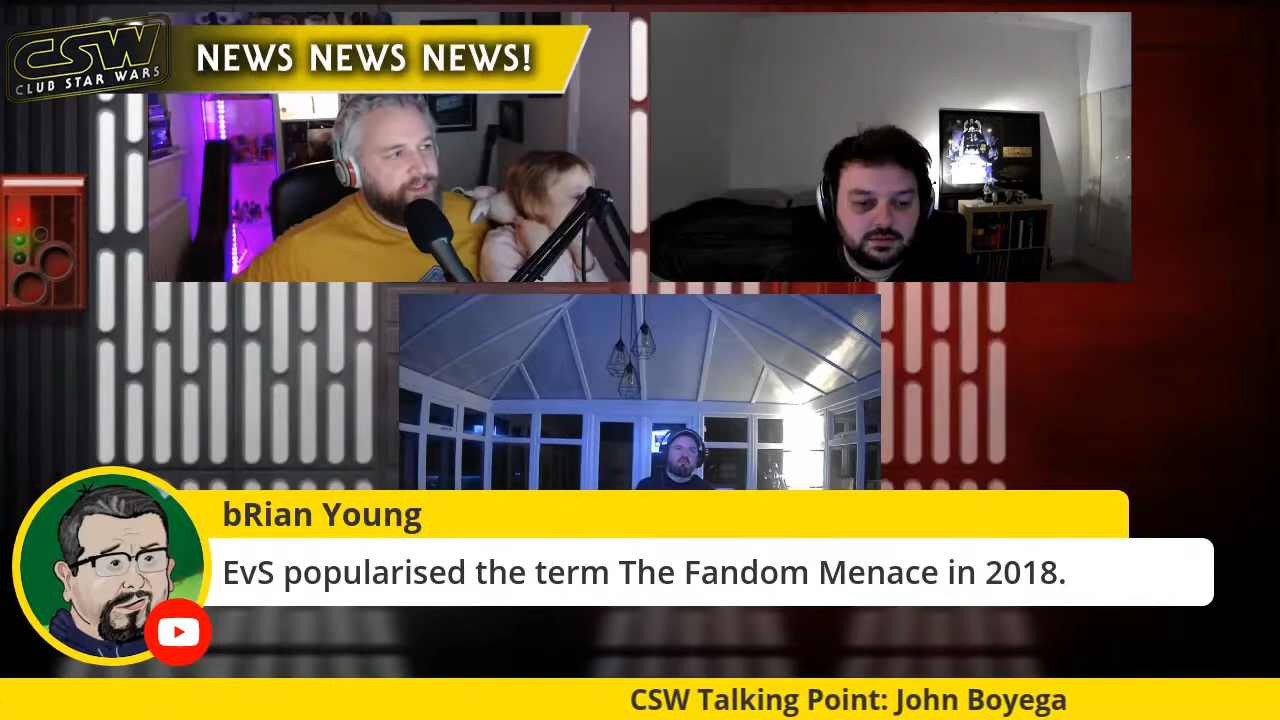 CSW
CLUB STAR WARS
NEWS NEWS NEWS!
bRian Young
EvS popularised the term The Fandom Menace in 2018.
CSW Talking Point: John Boyega